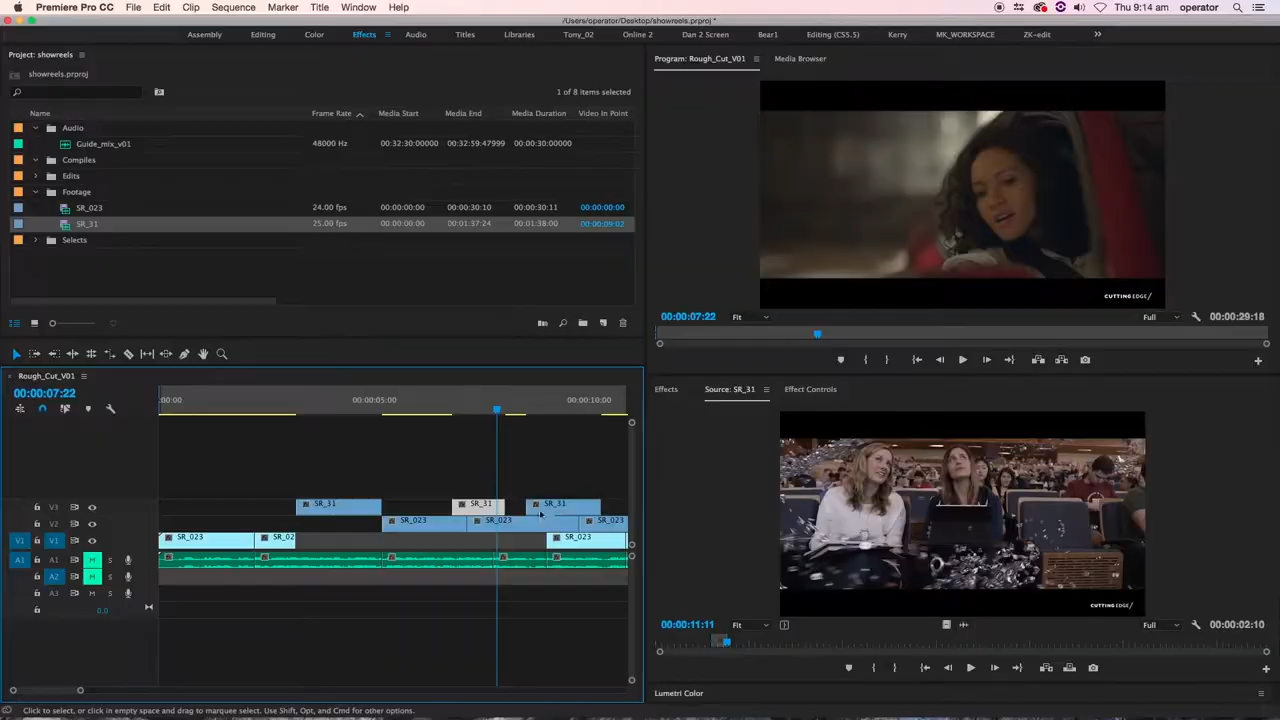 Premiere Pro CC File Edit Clip Sequence Marker Title Window Help
Thu 9:14 am operator
/Users/operator/Desktop/showreels.prproj *
Assembly Editing Color Effects Audio Titles Libraries Tony_02 Online 2 Dan 2 Screen Bear1 Editing (CS5.5) Kerry MK_WORKSPACE ZK-edit
Project: showreels
showreels.prproj
1 of 8 items selected
Name Frame Rate Media Start Media End Media Duration Video In Point
Audio
Guide_mix_v01 48000 Hz 00:32:30:00000 00:32:59:47999 00:00:30:00000
Compiles
Edits
Footage
SR_023 24.00 fps 00:00:00:00 00:00:30:10 00:00:30:11 00:00:00:00
SR_31 25.00 fps 00:00:00:00 00:01:37:24 00:01:38:00 00:00:09:02
Selects
Program: Rough_Cut_V01 Media Browser
CUTTING EDGE/
00:00:07:22 Fit Full 00:00:29:18
Rough_Cut_V01
00:00:07:22
:00:00 00:00:05:00 00:00:10:00
V3 SR_31 SR_31 SR_31
V2 SR_023 SR_023 SR_023
V1 V1 SR_023 SR_02 SR_023
A1 A1 M S
A2 M S
A3 M S
0.0
Effects Source: SR_31 Effect Controls
CUTTING EDGE/
00:00:11:11 Fit Full 00:00:02:10
Lumetri Color
Click to select, or click in empty space and drag to marquee select. Use Shift, Opt, and Cmd for other options.